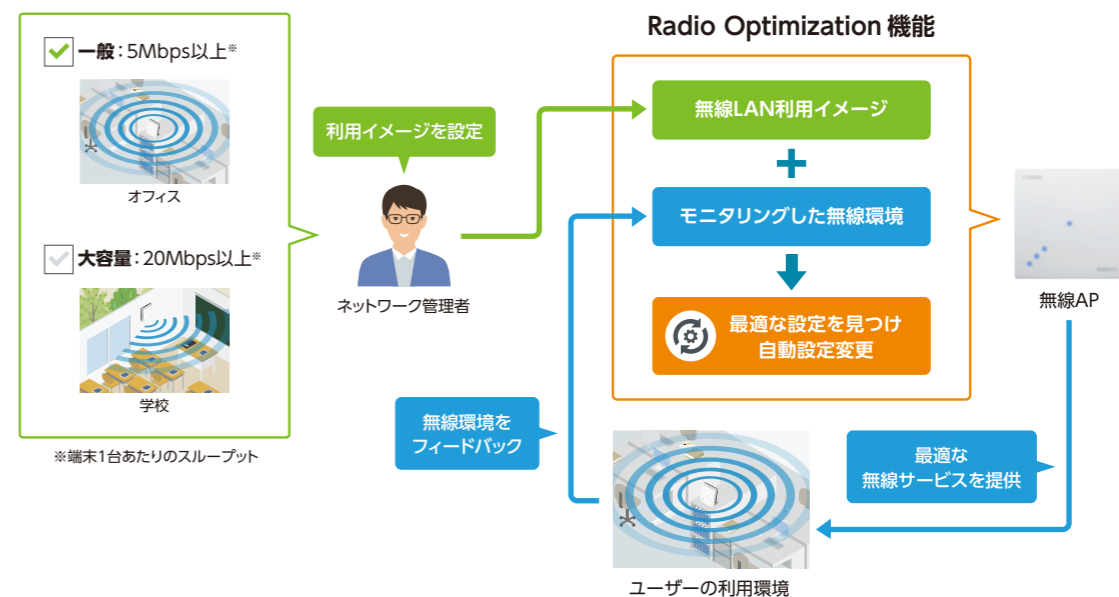 Radio Optimization 機能
一般：5Mbps以上※
オフィス
大容量：20Mbps以上※
学校
※端末1台あたりのスループット
利用イメージを設定
ネットワーク管理者
無線LAN利用イメージ
+
モニタリングした無線環境
最適な設定を見つけ
自動設定変更
無線AP
無線環境を
フィードバック
最適な
無線サービスを提供
ユーザーの利用環境